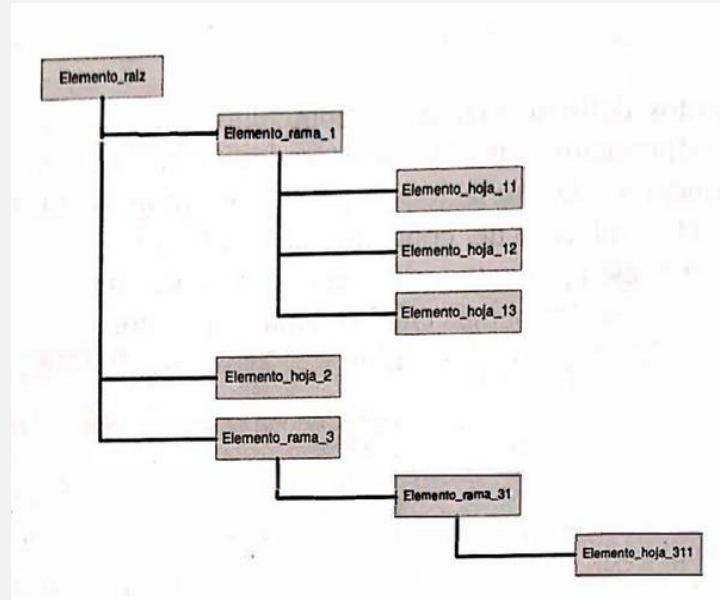 Elemento_raiz
Elemento_rama_1
Elemento_hoja_11
Elemento_hoja_12
Elemento_hoja_13
Elemento_hoja_2
Elemento_rama_3
Elemento_rama_31
Elemento_hoja_311